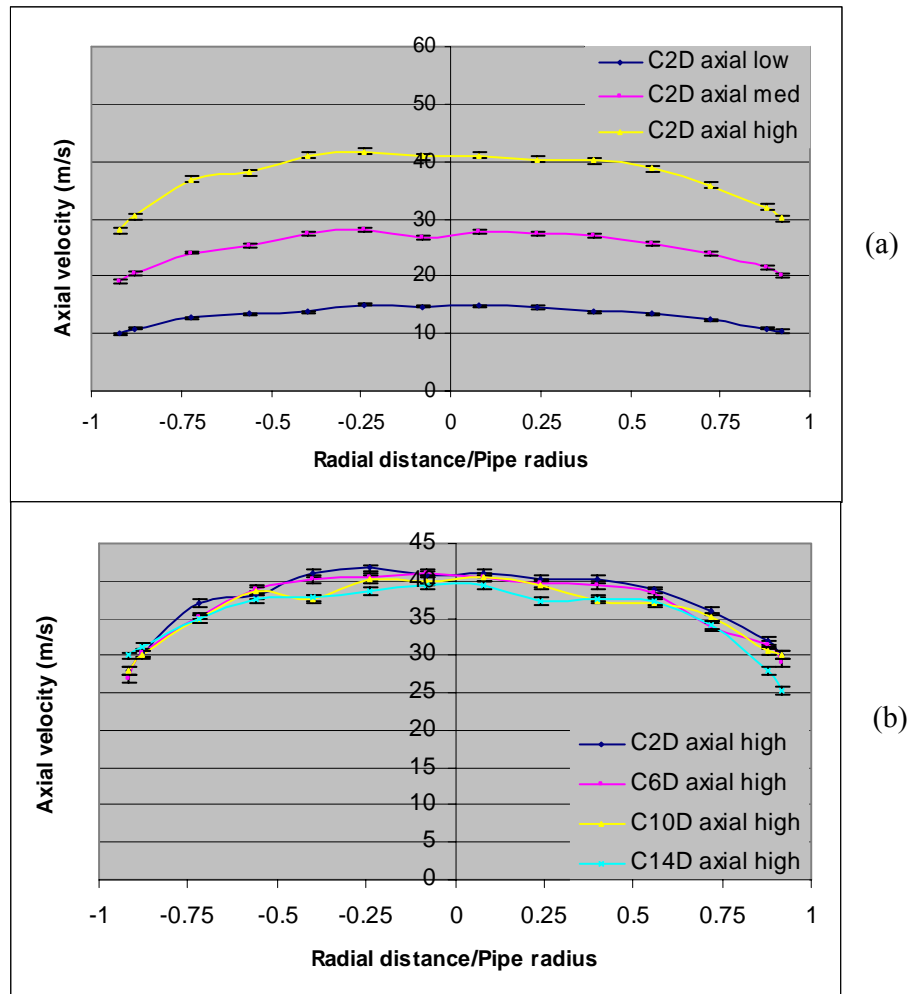 60
50
40
30
20
10
0
-1 -0.75 -0.5 -0.25 0 0.25 0.5 0.75 1
Axial velocity (m/s)
Radial distance/Pipe radius
C2D axial low
C2D axial med
C2D axial high
(a)
45
40
35
30
25
20
15
10
5
0
-1 -0.75 -0.5 -0.25 0 0.25 0.5 0.75 1
Axial velocity (m/s)
Radial distance/Pipe radius
C2D axial high
C6D axial high
C10D axial high
C14D axial high
(b)